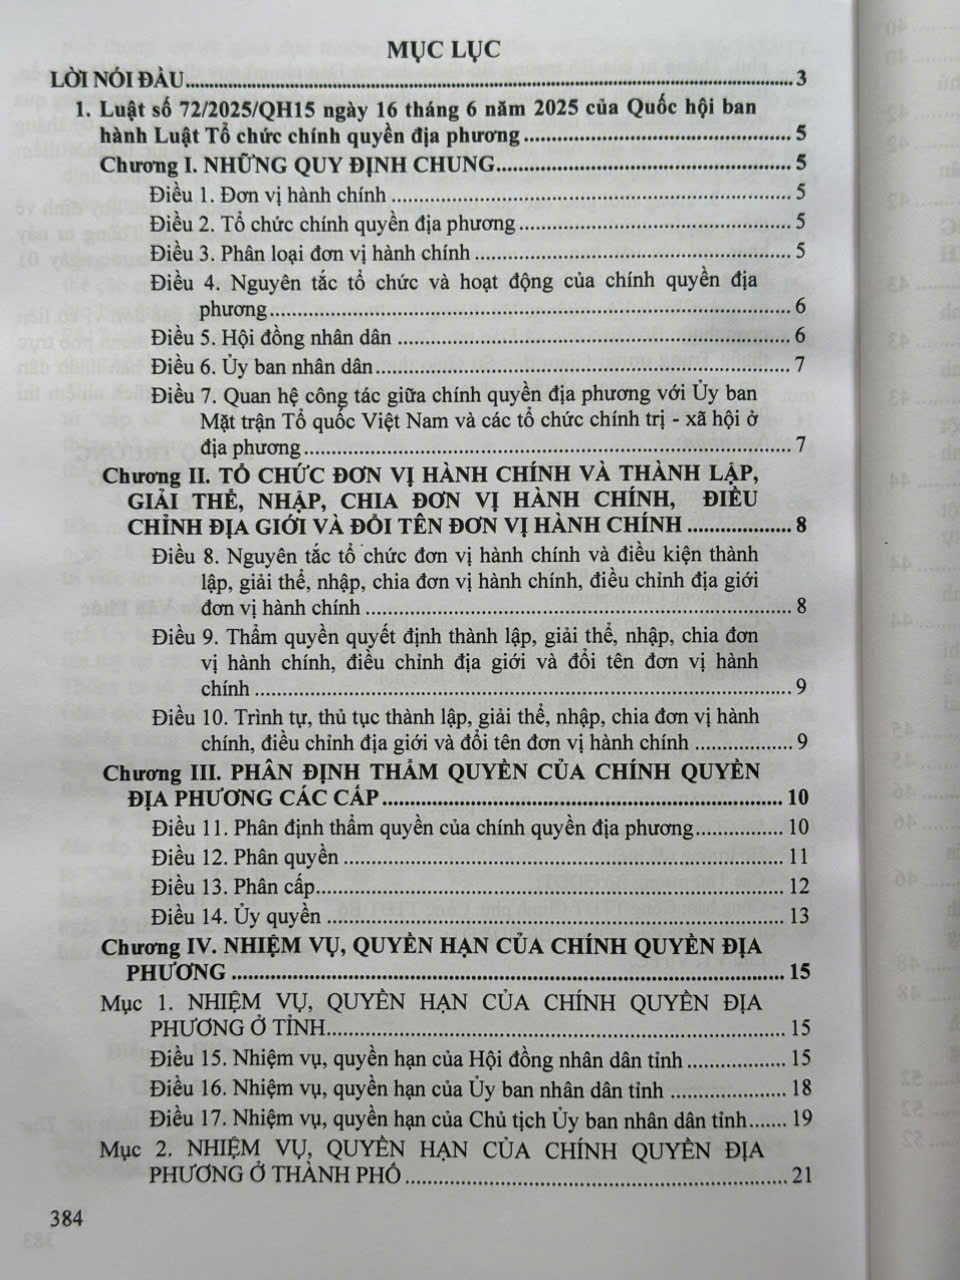 MỤC LỤC
LỜI NÓI ĐẦU........ 3
1. Luật số 72/2025/QH15 ngày 16 tháng 6 năm 2025 của Quốc hội ban
hành Luật Tổ chức chính quyền địa phương ........ 5
Chương I. NHỮNG QUY ĐỊNH CHUNG........ 5
Điều 1. Đơn vị hành chính ........ 5
Điều 2. Tổ chức chính quyền địa phương ........ 5
Điều 3. Phân loại đơn vị hành chính ........ 5
Điều 4. Nguyên tắc tổ chức và hoạt động của chính quyền địa
phương........ 6
Điều 5. Hội đồng nhân dân ........ 6
Điều 6. Ủy ban nhân dân........ 7
Điều 7. Quan hệ công tác giữa chính quyền địa phương với Ủy ban
Mặt trận Tổ quốc Việt Nam và các tổ chức chính trị - xã hội ở
địa phương........ 7
Chương II. TỔ CHỨC ĐƠN VỊ HÀNH CHÍNH VÀ THÀNH LẬP,
GIẢI THỂ, NHẬP, CHIA ĐƠN VỊ HÀNH CHÍNH, ĐIỀU
CHỈNH ĐỊA GIỚI VÀ ĐỔI TÊN ĐƠN VỊ HÀNH CHÍNH ........ 8
Điều 8. Nguyên tắc tổ chức đơn vị hành chính và điều kiện thành
lập, giải thể, nhập, chia đơn vị hành chính, điều chỉnh địa giới
đơn vị hành chính ........ 8
Điều 9. Thẩm quyền quyết định thành lập, giải thể, nhập, chia đơn
vị hành chính, điều chỉnh địa giới và đổi tên đơn vị hành
chính ........ 9
Điều 10. Trình tự, thủ tục thành lập, giải thể, nhập, chia đơn vị hành
chính, điều chỉnh địa giới và đổi tên đơn vị hành chính ........ 9
Chương III. PHÂN ĐỊNH THẨM QUYỀN CỦA CHÍNH QUYỀN
ĐỊA PHƯƠNG CÁC CẤP........ 10
Điều 11. Phân định thẩm quyền của chính quyền địa phương........ 10
Điều 12. Phân quyền ........ 11
Điều 13. Phân cấp........ 12
Điều 14. Ủy quyền ........ 13
Chương IV. NHIỆM VỤ, QUYỀN HẠN CỦA CHÍNH QUYỀN ĐỊA
PHƯƠNG ........ 15
Mục 1. NHIỆM VỤ, QUYỀN HẠN CỦA CHÍNH QUYỀN ĐỊA
PHƯƠNG Ở TỈNH........ 15
Điều 15. Nhiệm vụ, quyền hạn của Hội đồng nhân dân tỉnh ........ 15
Điều 16. Nhiệm vụ, quyền hạn của Ủy ban nhân dân tỉnh ........ 18
Điều 17. Nhiệm vụ, quyền hạn của Chủ tịch Ủy ban nhân dân tỉnh........ 19
Mục 2. NHIỆM VỤ, QUYỀN HẠN CỦA CHÍNH QUYỀN ĐỊA
PHƯƠNG Ở THÀNH PHỐ ........ 21
384